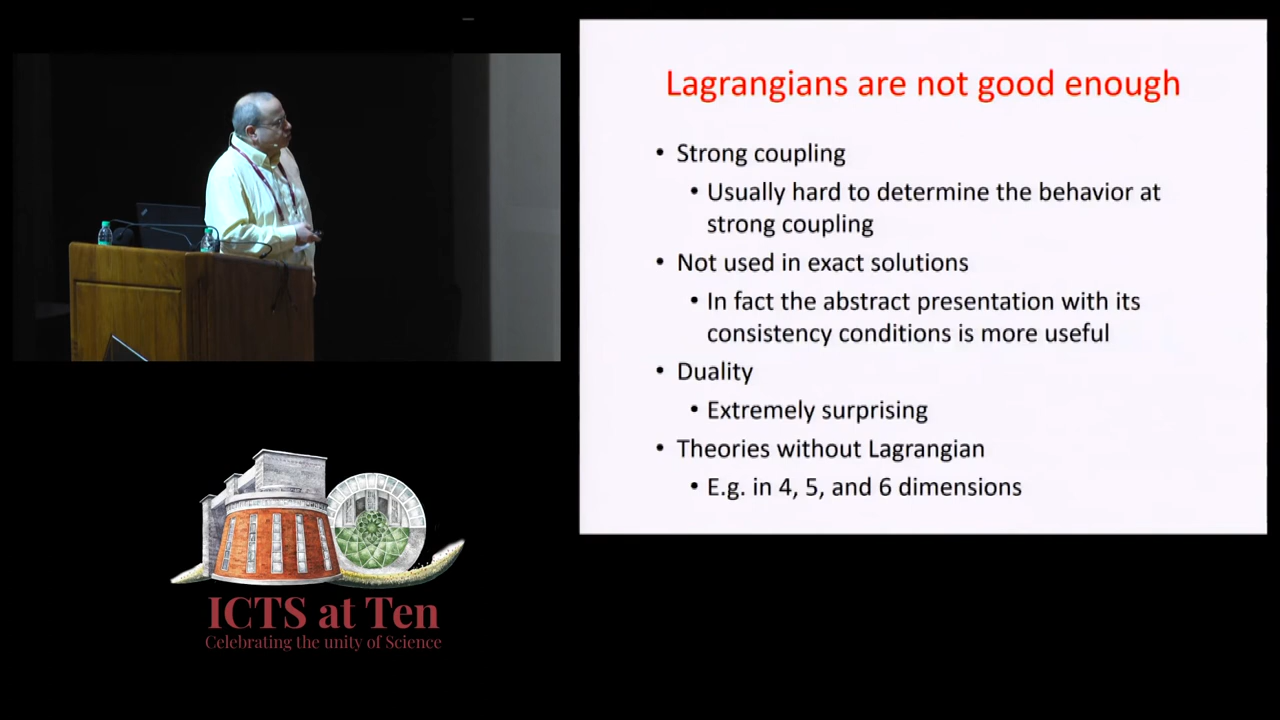 Lagrangians are not good enough
• Strong coupling
• Usually hard to determine the behavior at
strong coupling
• Not used in exact solutions
• In fact the abstract presentation with its
consistency conditions is more useful
• Duality
• Extremely surprising
• Theories without Lagrangian
• E.g. in 4, 5, and 6 dimensions
ICTS at Ten
Celebrating the unity of Science